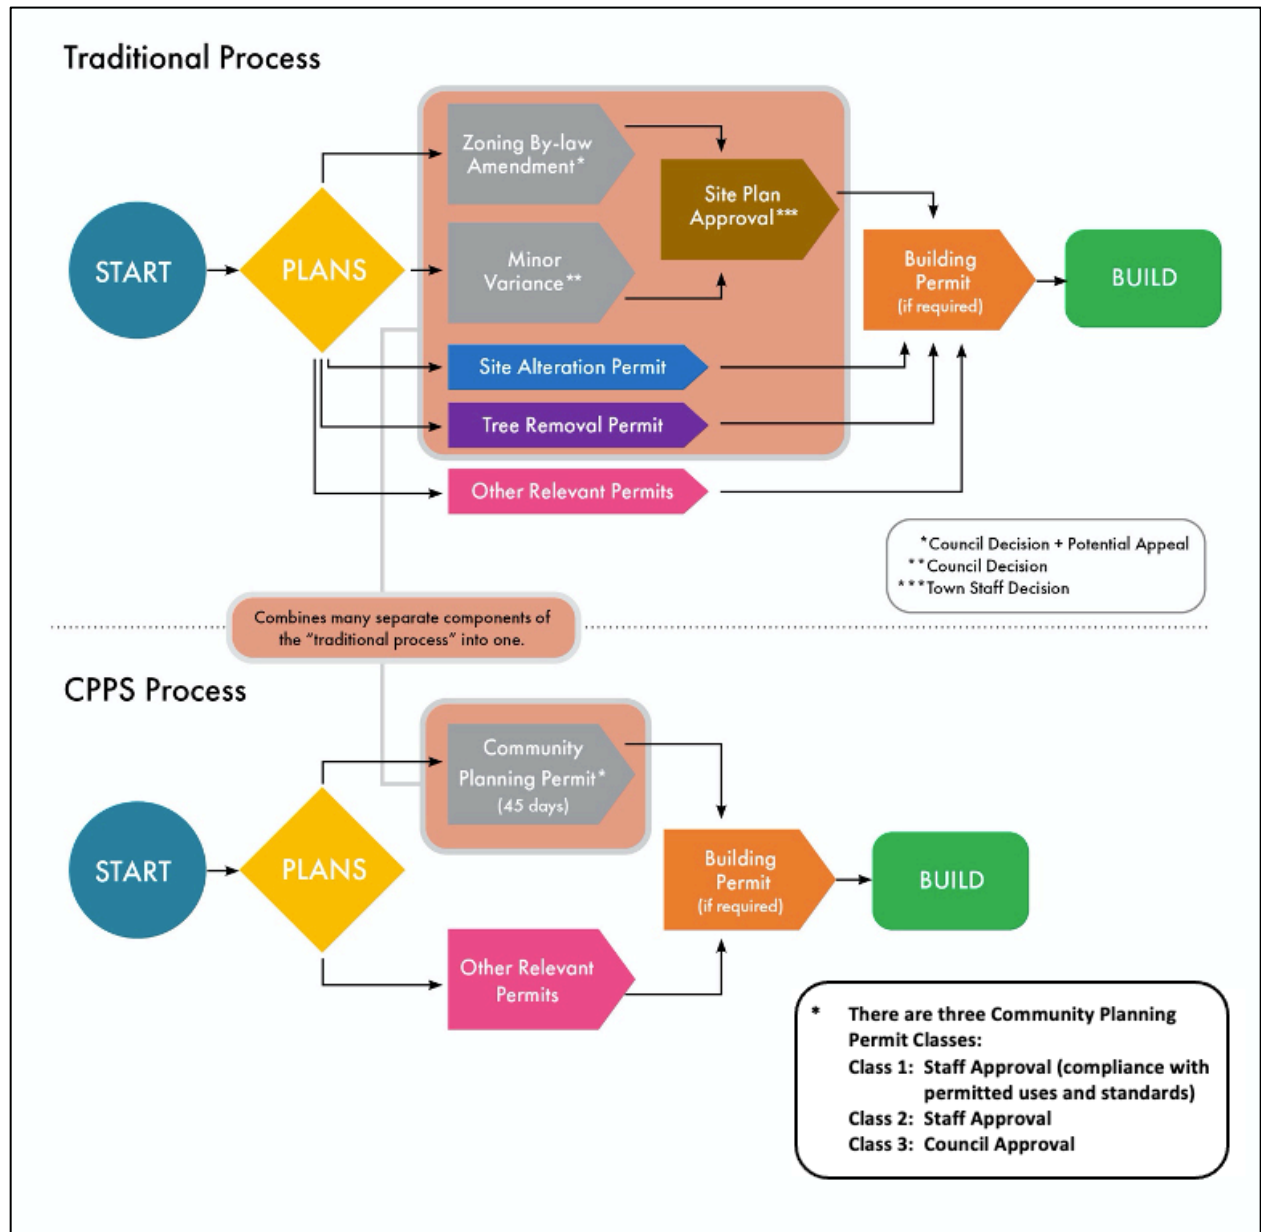 Traditional Process
Zoning By-law
Amendment*
Site Plan
Approval***
START
PLANS
Minor
Variance**
Building
Permit
(if required)
BUILD
Site Alteration Permit
Tree Removal Permit
Other Relevant Permits
*Council Decision + Potential Appeal
**Council Decision
***Town Staff Decision
Combines many separate components of
the “traditional process” into one.
CPPS Process
Community
Planning Permit*
(45 days)
START
PLANS
Building
Permit
(if required)
BUILD
Other Relevant
Permits
* There are three Community Planning
Permit Classes:
Class 1: Staff Approval (compliance with
permitted uses and standards)
Class 2: Staff Approval
Class 3: Council Approval